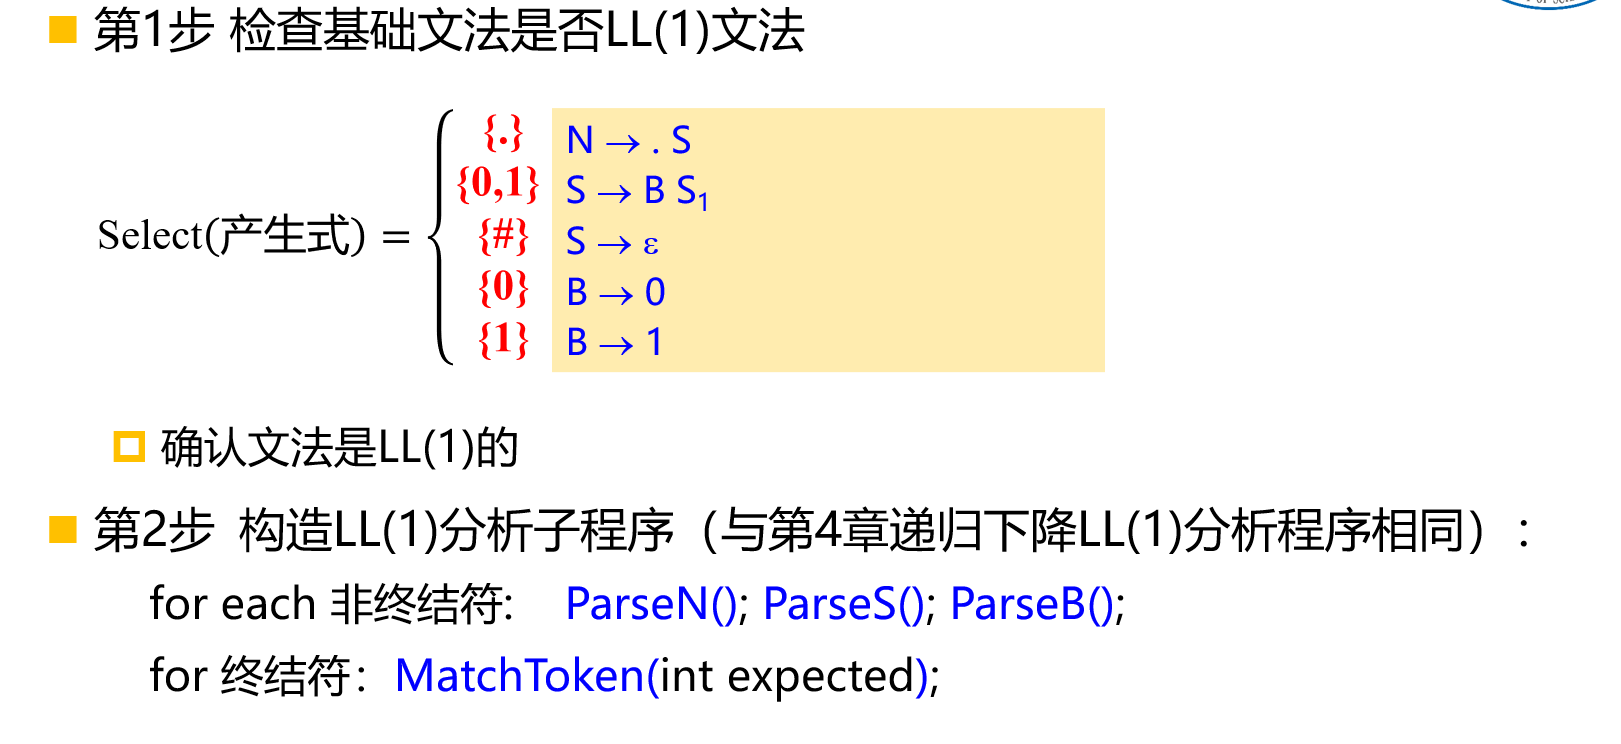 第1步 检查基础文法是否LL(1)文法
{.} N → . S
{0,1} S → B S1
Select(产生式) = {#} S → ε
{0} B → 0
{1} B → 1
确认文法是LL(1)的
第2步 构造LL(1)分析子程序（与第4章递归下降LL(1)分析程序相同）:
for each 非终结符: ParseN(); ParseS(); ParseB();
for 终结符: MatchToken(int expected);